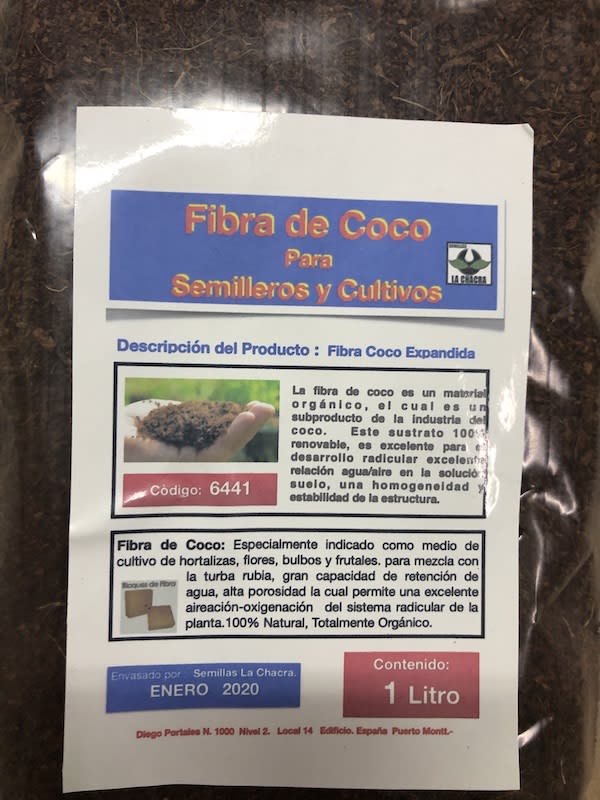 Fibra de Coco
Para
Semilleros y Cultivos
SEMILLAS
LA CHACRA
Descripción del Producto : Fibra Coco Expandida
La fibra de coco es un material
orgánico, el cual es un
subproducto de la industria del
coco. Este sustrato 100%
renovable, es excelente para el
desarrollo radicular excelente
relación agua/aire en la solución
suelo, una homogeneidad y
estabilidad de la estructura.
Código: 6441
Fibra de Coco: Especialmente indicado como medio de
cultivo de hortalizas, flores, bulbos y frutales. para mezcla con
la turba rubia, gran capacidad de retención de
agua, alta porosidad la cual permite una excelente
aireación-oxigenación del sistema radicular de la
planta.100% Natural, Totalmente Orgánico.
Bloques de Fibra
Envasado por Semillas La Chacra.
ENERO 2020
Contenido:
1 Litro
Diego Portales N. 1000 Nivel 2. Local 14 Edificio. España Puerto Montt.-